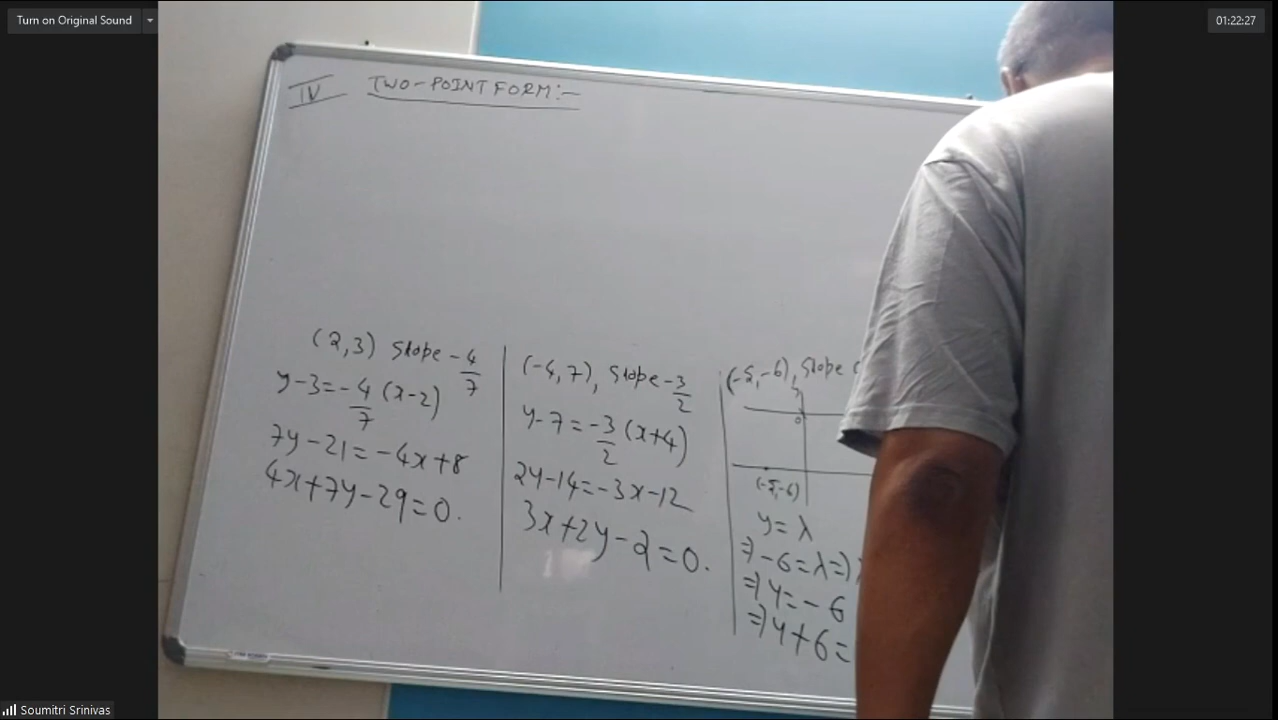 Turn on Original Sound
01:22:27
IV TWO-POINT FORM:-
(2,3) Slope -4/7
y-3=-4/7(x-2)
7y-21=-4x+8
4x+7y-29=0.
(-4,7), Slope -3/2
y-7=-3/2(x+4)
2y-14=-3x-12
3x+2y-2=0.
(-5,-6), Slope
0
(-5,-6)
y=λ
⇒-6=λ⇒
⇒y=-6
⇒y+6=
Soumitri Srinivas